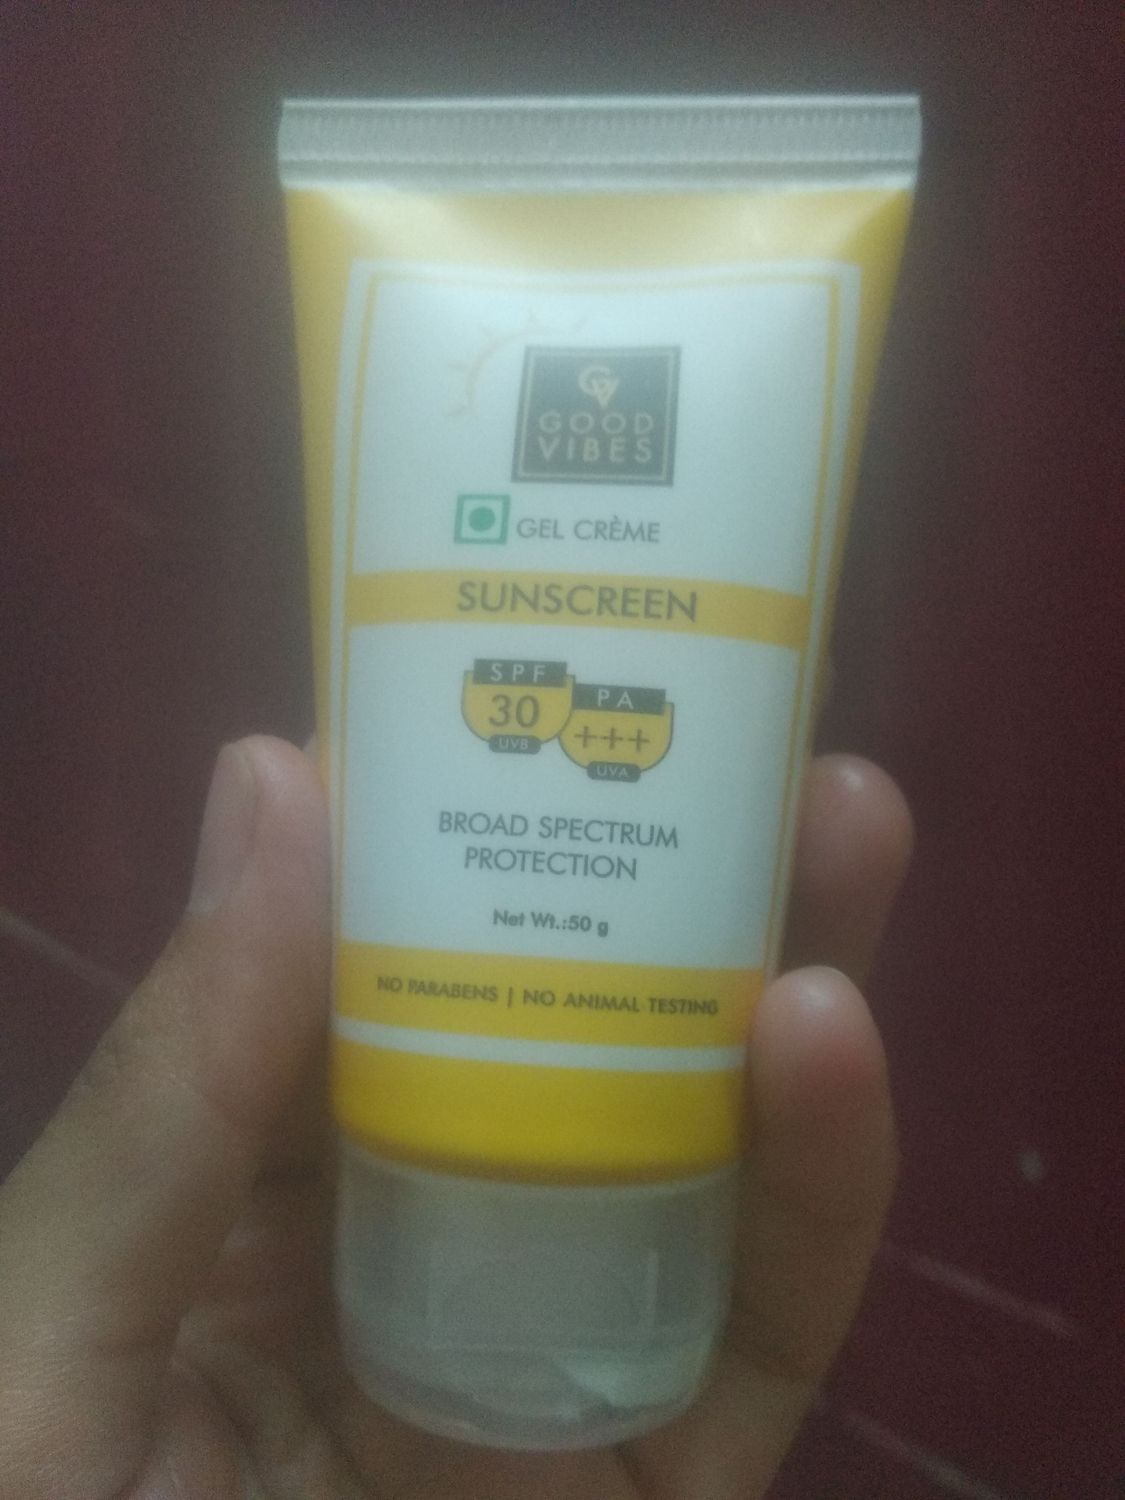 GV
GOOD
VIBES
GEL CRÈME
SUNSCREEN
SPF
30
UVB
PA
+++
UVA
BROAD SPECTRUM
PROTECTION
Net Wt.:50 g
NO PARABENS | NO ANIMAL TESTING